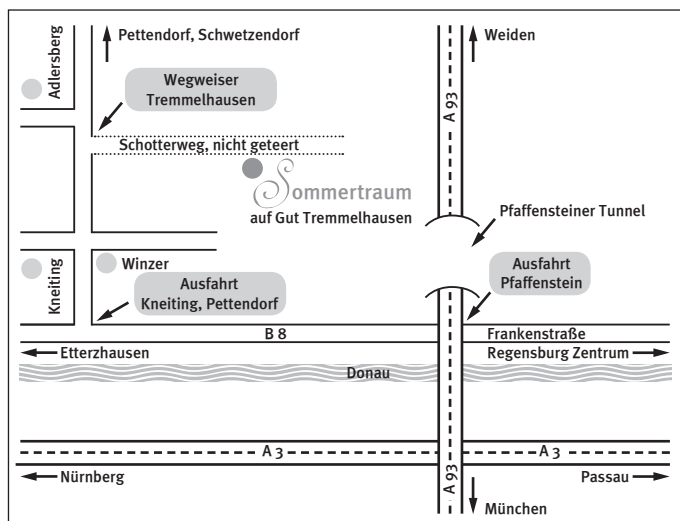 Pettendorf, Schwetzendorf
Weiden
Adlersberg
Wegweiser
Tremmelhausen
A 93
Schotterweg, nicht geteert
Sommertraum
auf Gut Tremmelhausen
Pfaffensteiner Tunnel
Kneiting
Winzer
Ausfahrt
Kneiting, Pettendorf
Ausfahrt
Pfaffenstein
B 8
Frankenstraße
Etterzhausen
Regensburg Zentrum
Donau
A 3
A 3
Nürnberg
A 93
Passau
München